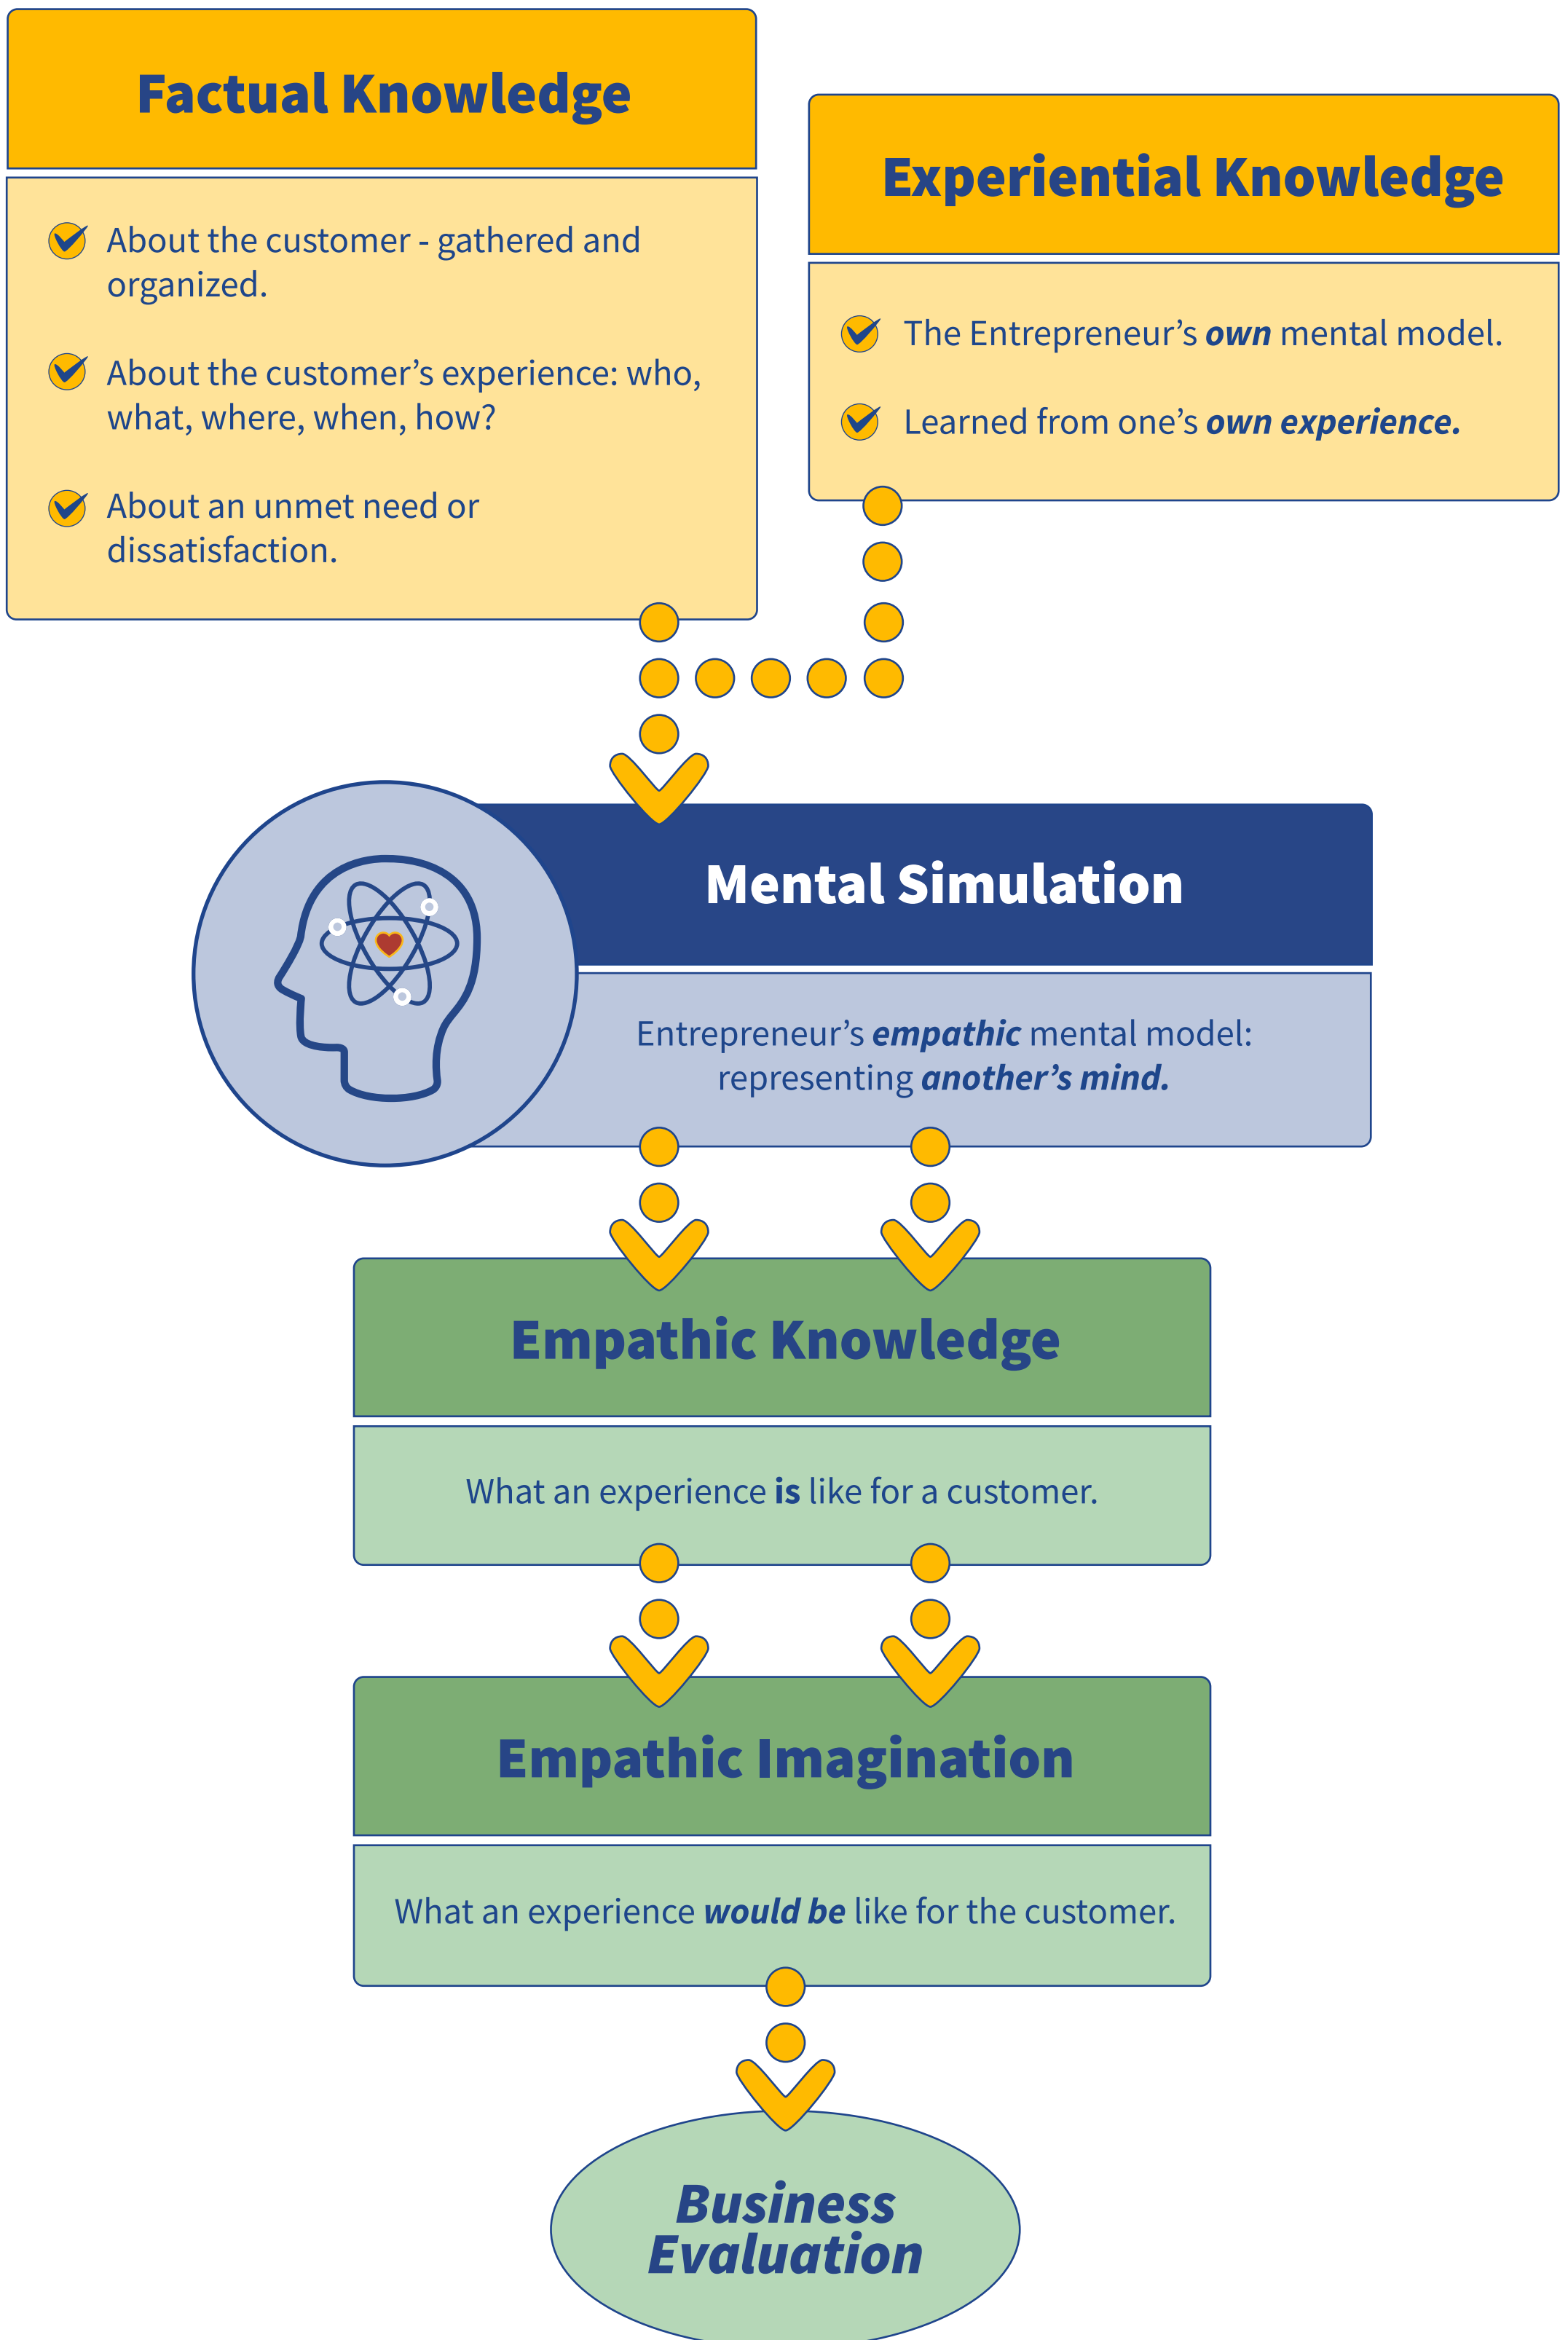 Factual Knowledge
About the customer - gathered and
organized.
About the customer’s experience: who,
what, where, when, how?
About an unmet need or
dissatisfaction.
Experiential Knowledge
The Entrepreneur’s own mental model.
Learned from one’s own experience.
Mental Simulation
Entrepreneur’s empathic mental model:
representing another’s mind.
Empathic Knowledge
What an experience is like for a customer.
Empathic Imagination
What an experience would be like for the customer.
Business
Evaluation